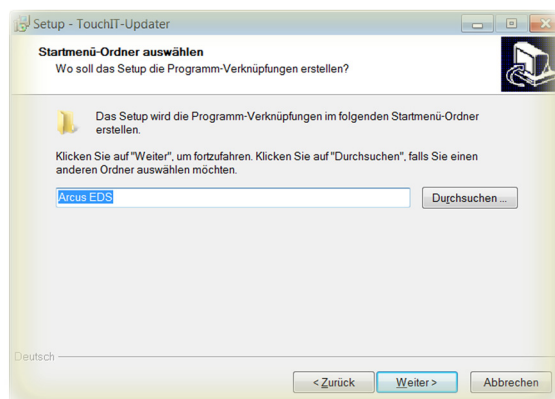 Setup - TouchIT-Updater
Startmenü-Ordner auswählen
Wo soll das Setup die Programm-Verknüpfungen erstellen?
Das Setup wird die Programm-Verknüpfungen im folgenden Startmenü-Ordner
erstellen.
Klicken Sie auf "Weiter", um fortzufahren. Klicken Sie auf "Durchsuchen", falls Sie einen
anderen Ordner auswählen möchten.
Arcus EDS
Durchsuchen ...
Deutsch
< Zurück
Weiter >
Abbrechen